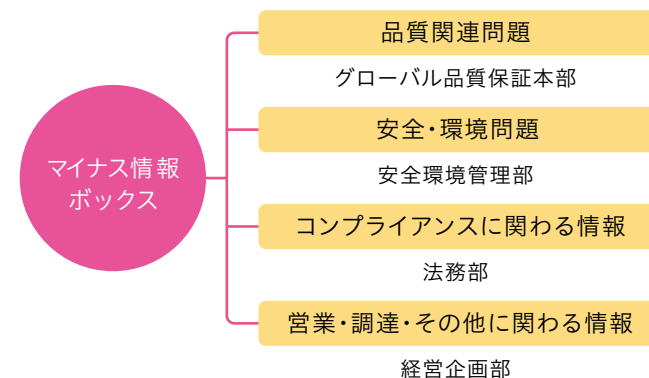 マイナス情報
ボックス
品質関連問題
グローバル品質保証本部
安全・環境問題
安全環境管理部
コンプライアンスに関わる情報
法務部
営業・調達・その他に関わる情報
経営企画部